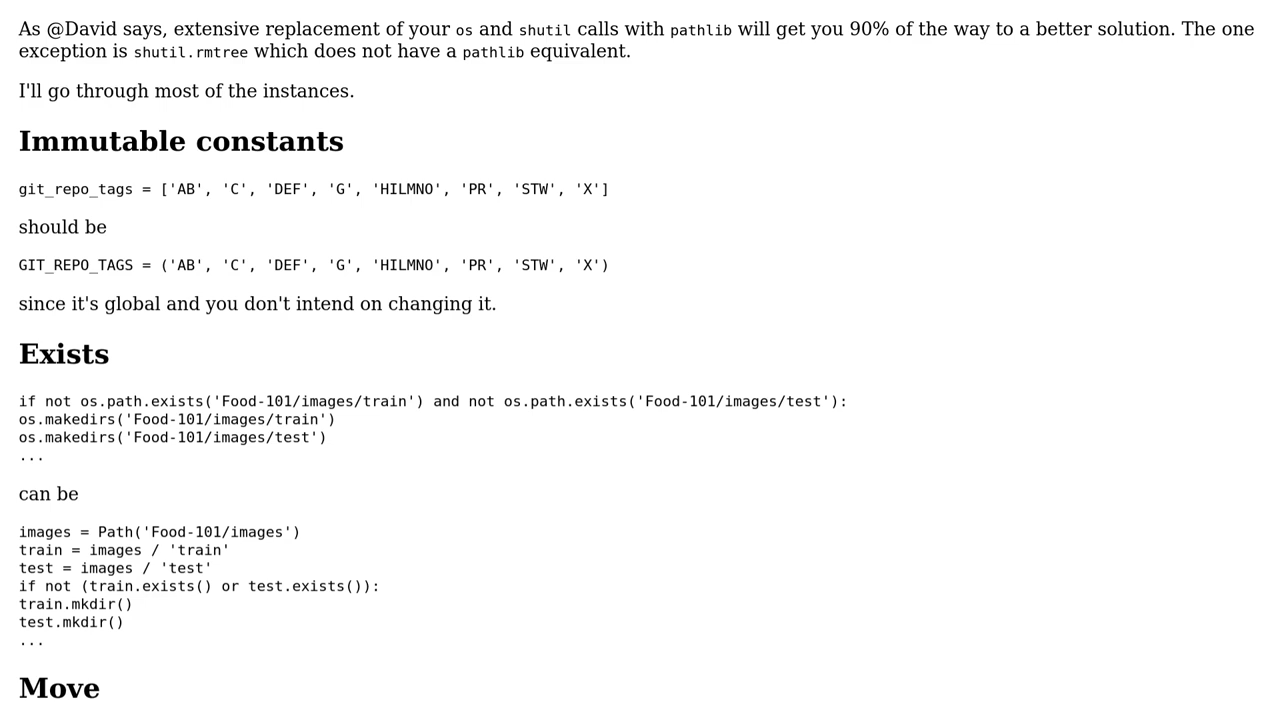 As @David says, extensive replacement of your os and shutil calls with pathlib will get you 90% of the way to a better solution. The one
exception is shutil.rmtree which does not have a pathlib equivalent.
I'll go through most of the instances.
Immutable constants
git_repo_tags = ['AB', 'C', 'DEF', 'G', 'HILMNO', 'PR', 'STW', 'X']
should be
GIT_REPO_TAGS = ('AB', 'C', 'DEF', 'G', 'HILMNO', 'PR', 'STW', 'X')
since it's global and you don't intend on changing it.
Exists
if not os.path.exists('Food-101/images/train') and not os.path.exists('Food-101/images/test'):
os.makedirs('Food-101/images/train')
os.makedirs('Food-101/images/test')
...
can be
images = Path('Food-101/images')
train = images / 'train'
test = images / 'test'
if not (train.exists() or test.exists()):
train.mkdir()
test.mkdir()
...
Move